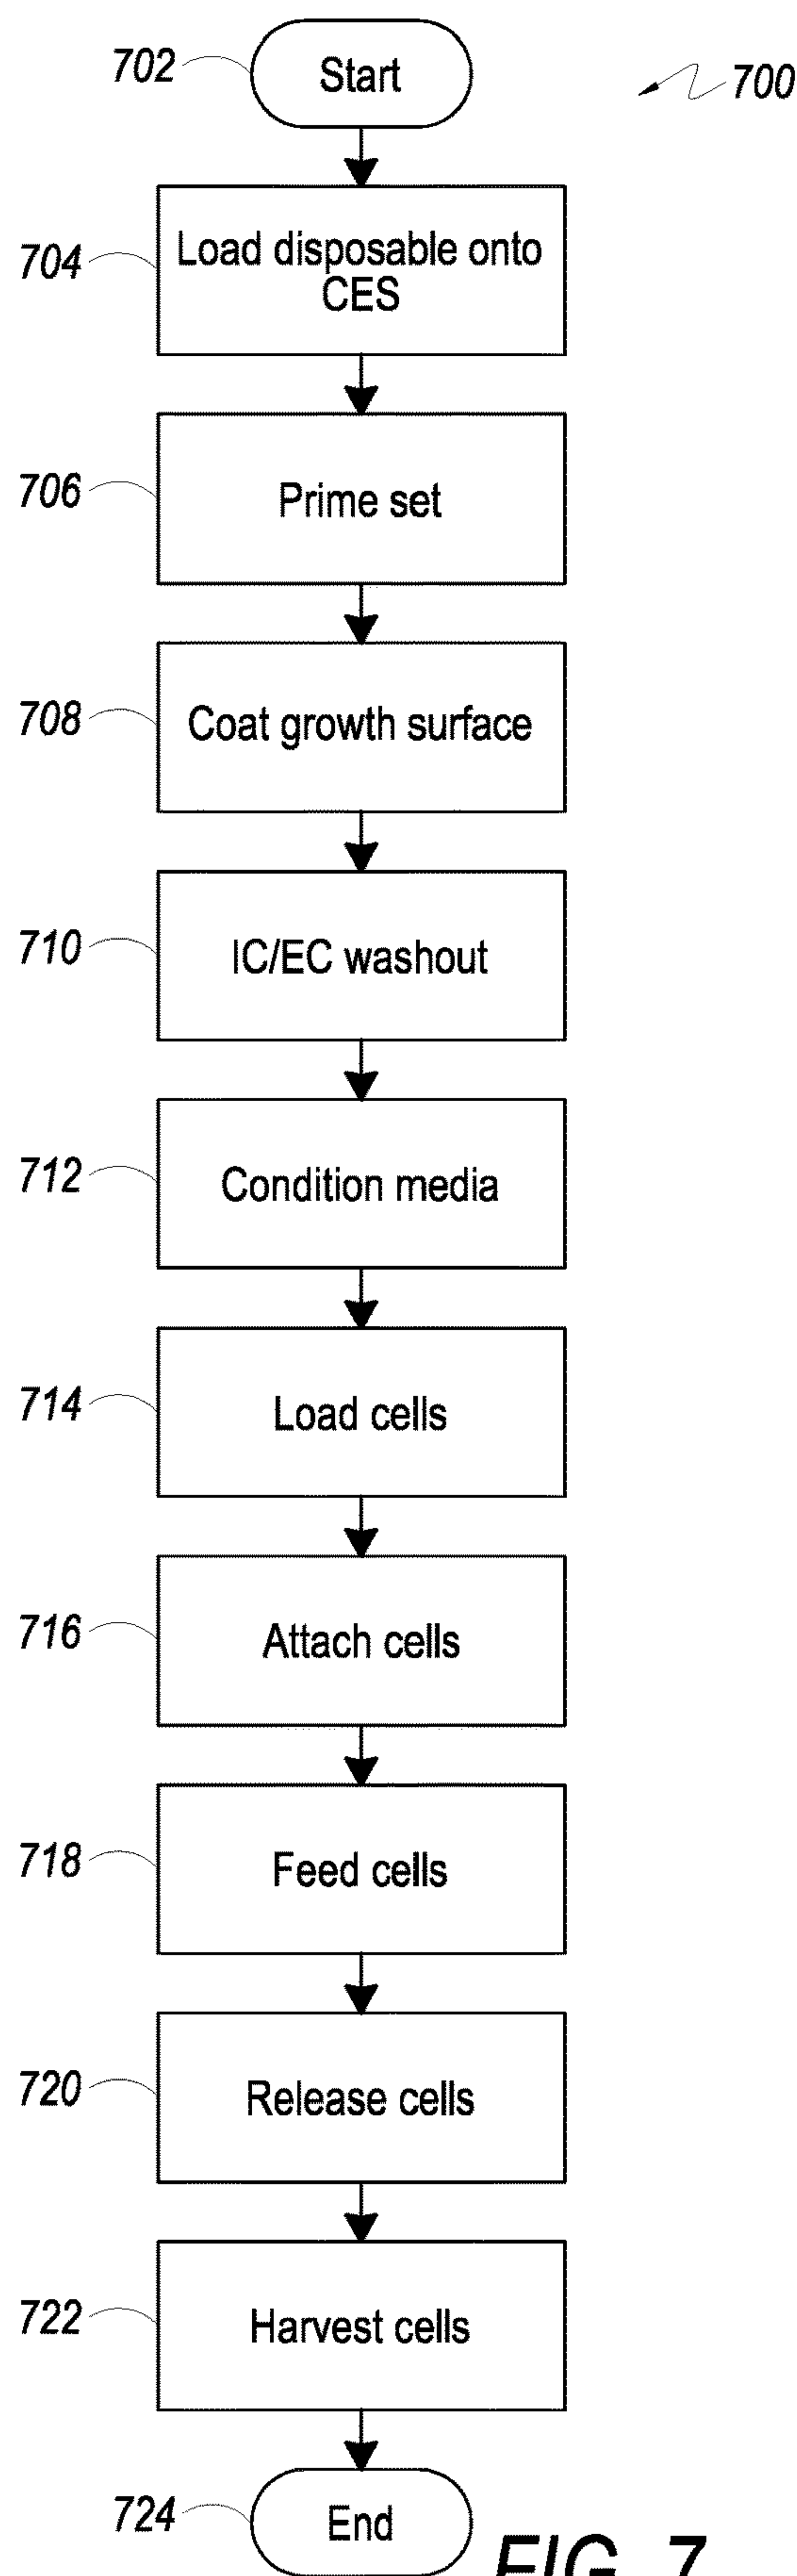 702 Start 700
704 Load disposable onto
CES
706 Prime set
708 Coat growth surface
710 IC/EC washout
712 Condition media
714 Load cells
716 Attach cells
718 Feed cells
720 Release cells
722 Harvest cells
724 End
FIG. 7